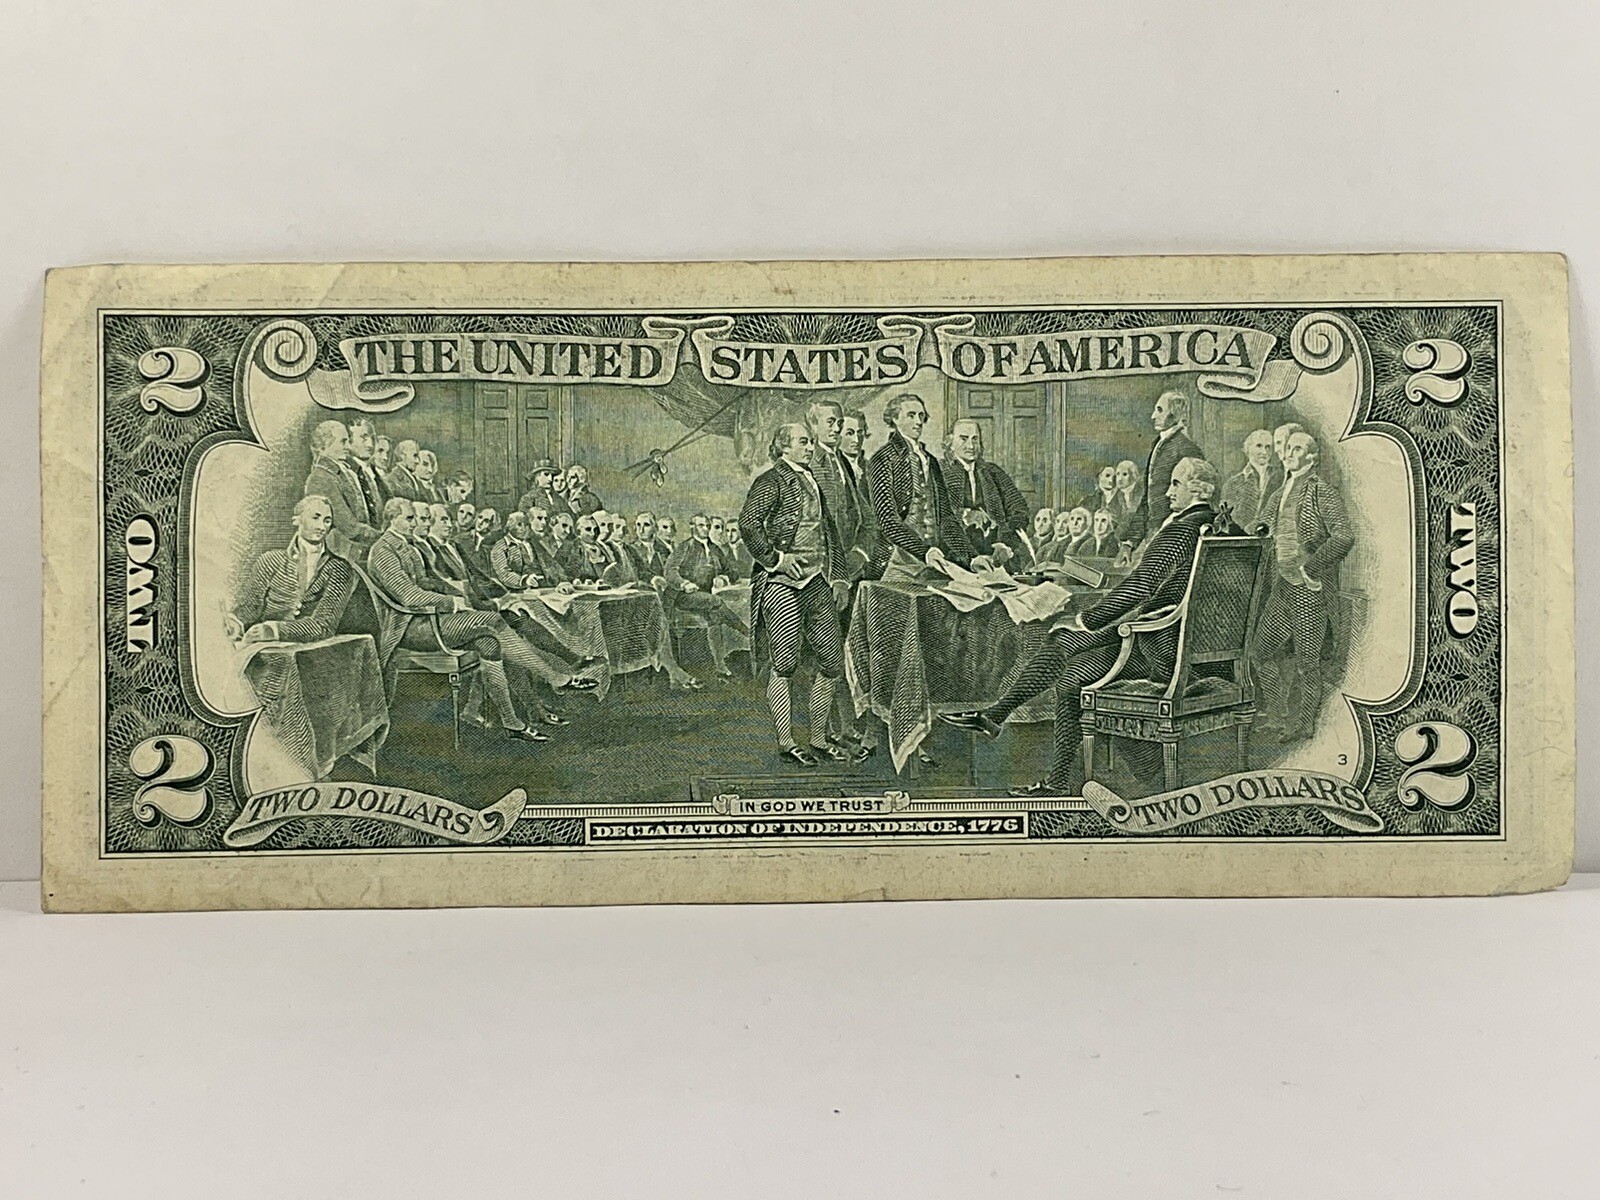 THE UNITED STATES OF AMERICA
2 2
TWO TWO
2 2
3
TWO DOLLARS TWO DOLLARS
IN GOD WE TRUST
DECLARATION OF INDEPENDENCE, 1776